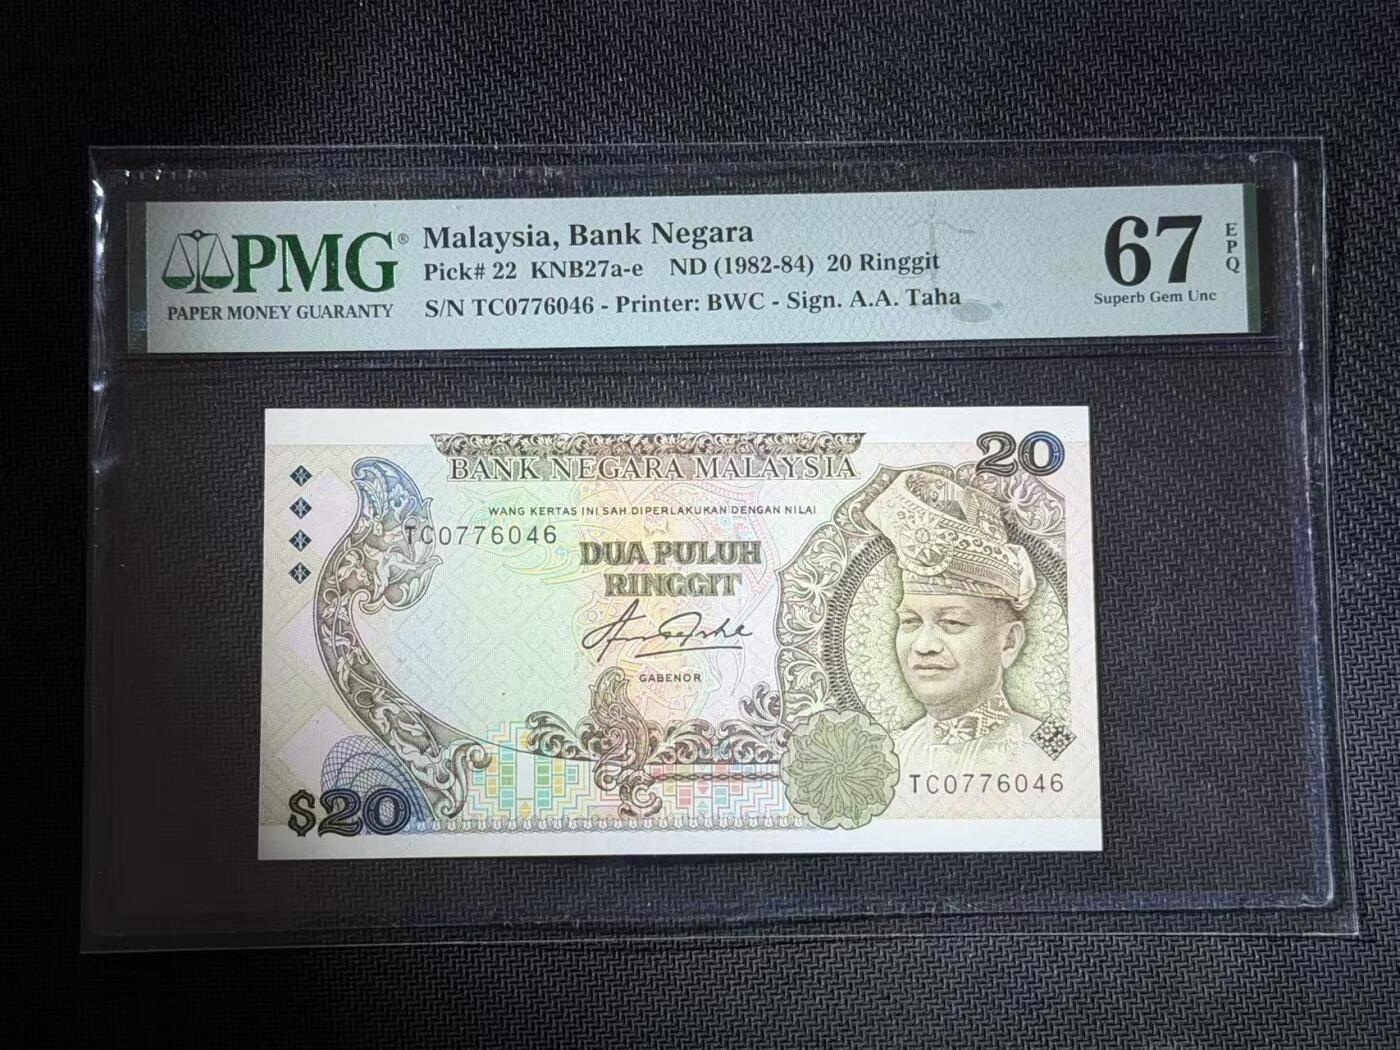 PMG®
PAPER MONEY GUARANTY
Malaysia, Bank Negara
Pick# 22 KNB27a-e ND (1982-84) 20 Ringgit
S/N TC0776046 - Printer: BWC - Sign. A.A. Taha
67
EPQ
Superb Gem Unc
20
BANK NEGARA MALAYSIA
WANG KERTAS INI SAH DIPERLAKUKAN DENGAN NILAI
TC0776046
DUA PULUH
RINGGIT
GABENOR
TC0776046
$20